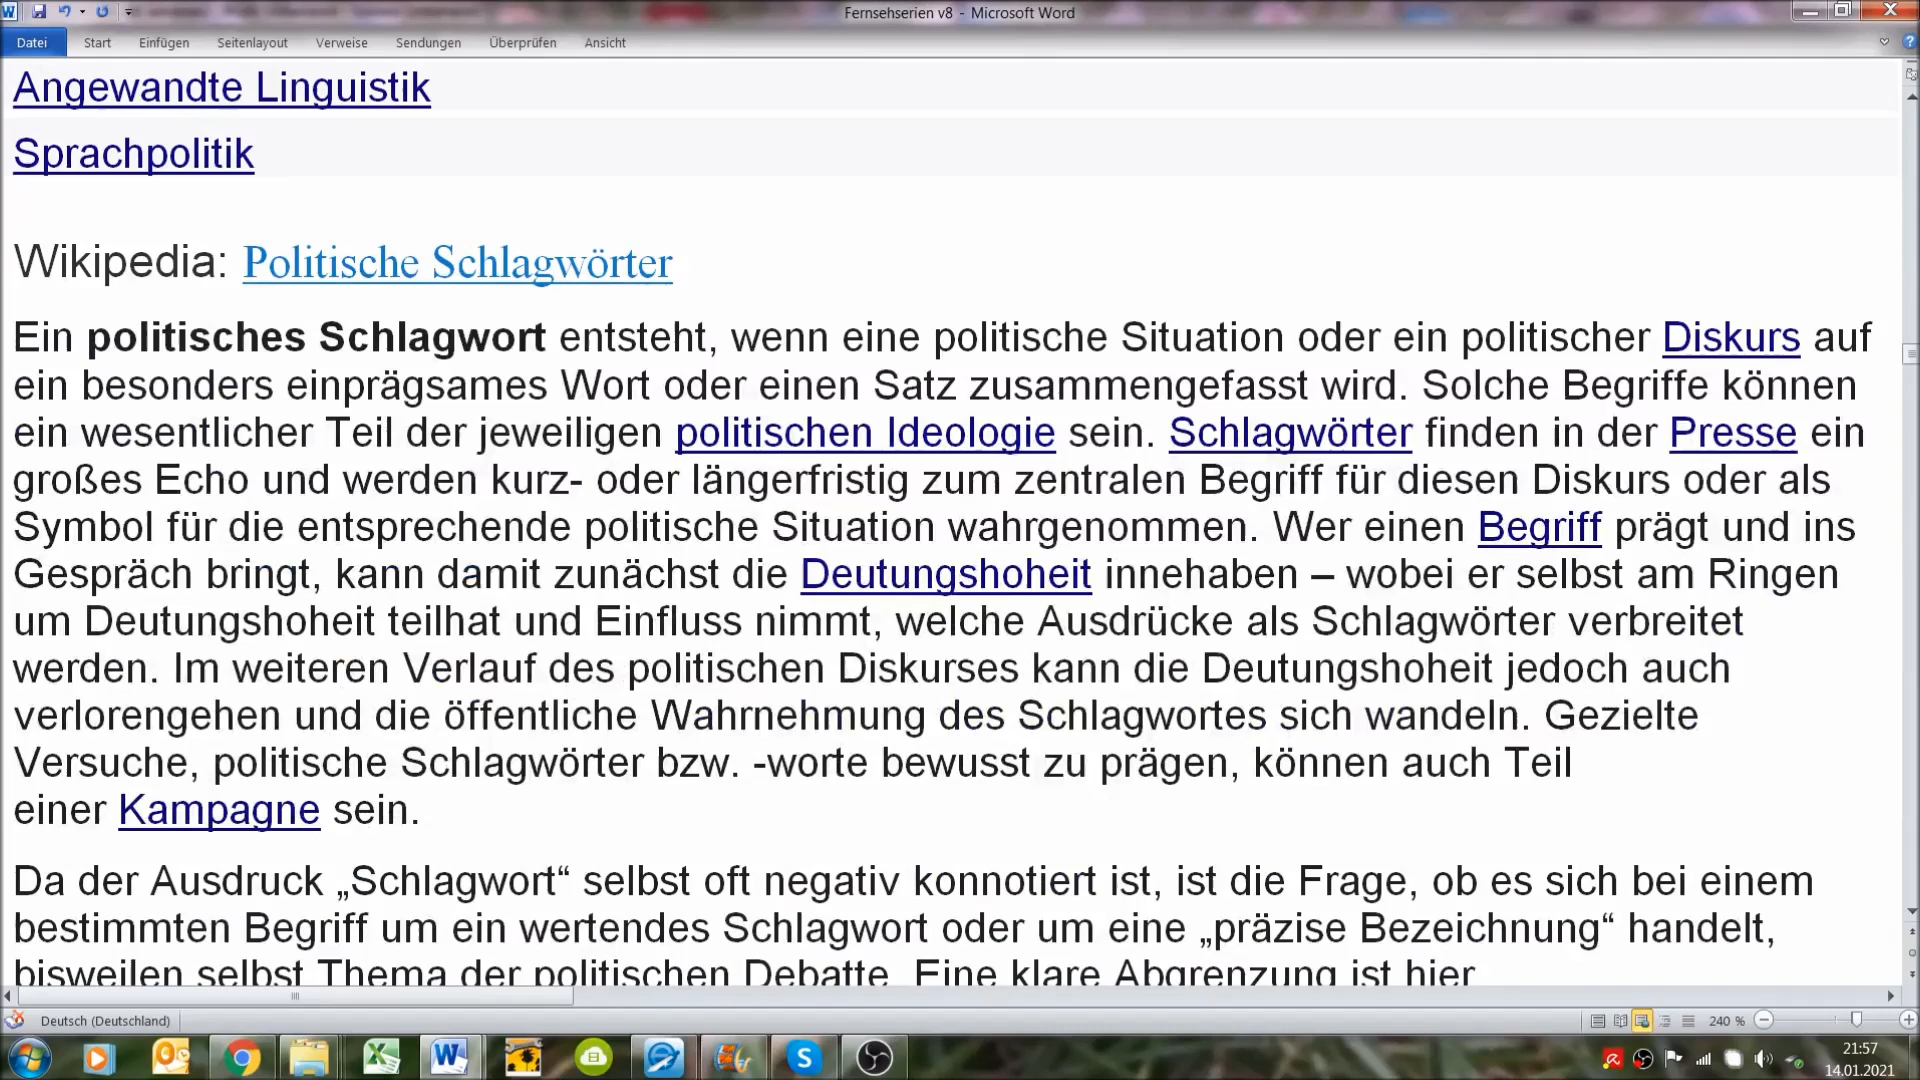 Fernsehserien v8 - Microsoft Word
Datei Start Einfügen Seitenlayout Verweise Sendungen Überprüfen Ansicht
Angewandte Linguistik
Sprachpolitik
Wikipedia: Politische Schlagwörter
Ein politisches Schlagwort entsteht, wenn eine politische Situation oder ein politischer Diskurs auf
ein besonders einprägsames Wort oder einen Satz zusammengefasst wird. Solche Begriffe können
ein wesentlicher Teil der jeweiligen politischen Ideologie sein. Schlagwörter finden in der Presse ein
großes Echo und werden kurz- oder längerfristig zum zentralen Begriff für diesen Diskurs oder als
Symbol für die entsprechende politische Situation wahrgenommen. Wer einen Begriff prägt und ins
Gespräch bringt, kann damit zunächst die Deutungshoheit innehaben – wobei er selbst am Ringen
um Deutungshoheit teilhat und Einfluss nimmt, welche Ausdrücke als Schlagwörter verbreitet
werden. Im weiteren Verlauf des politischen Diskurses kann die Deutungshoheit jedoch auch
verlorengehen und die öffentliche Wahrnehmung des Schlagwortes sich wandeln. Gezielte
Versuche, politische Schlagwörter bzw. -worte bewusst zu prägen, können auch Teil
einer Kampagne sein.
Da der Ausdruck „Schlagwort“ selbst oft negativ konnotiert ist, ist die Frage, ob es sich bei einem
bestimmten Begriff um ein wertendes Schlagwort oder um eine „präzise Bezeichnung“ handelt,
bisweilen selbst Thema der politischen Debatte. Eine klare Abgrenzung ist hier
Deutsch (Deutschland) 240 %
21:57
14.01.2021